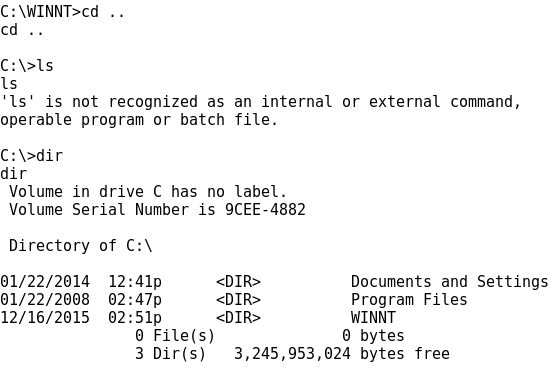 C:\WINNT>cd ..
cd ..
C:\>ls
ls
'ls' is not recognized as an internal or external command,
operable program or batch file.
C:\>dir
dir
 Volume in drive C has no label.
 Volume Serial Number is 9CEE-4882
 Directory of C:\
01/22/2014  12:41p      <DIR>          Documents and Settings
01/22/2008  02:47p      <DIR>          Program Files
12/16/2015  02:51p      <DIR>          WINNT
               0 File(s)              0 bytes
               3 Dir(s)   3,245,953,024 bytes free